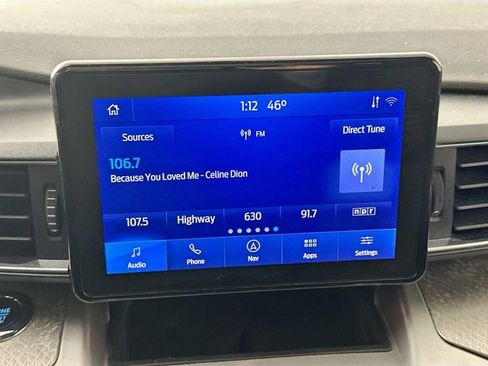 1:12 46°
Sources
FM
Direct Tune
106.7
Because You Loved Me - Celine Dion
107.5 Highway 630 91.7 npr
Audio Phone Nav Apps Settings